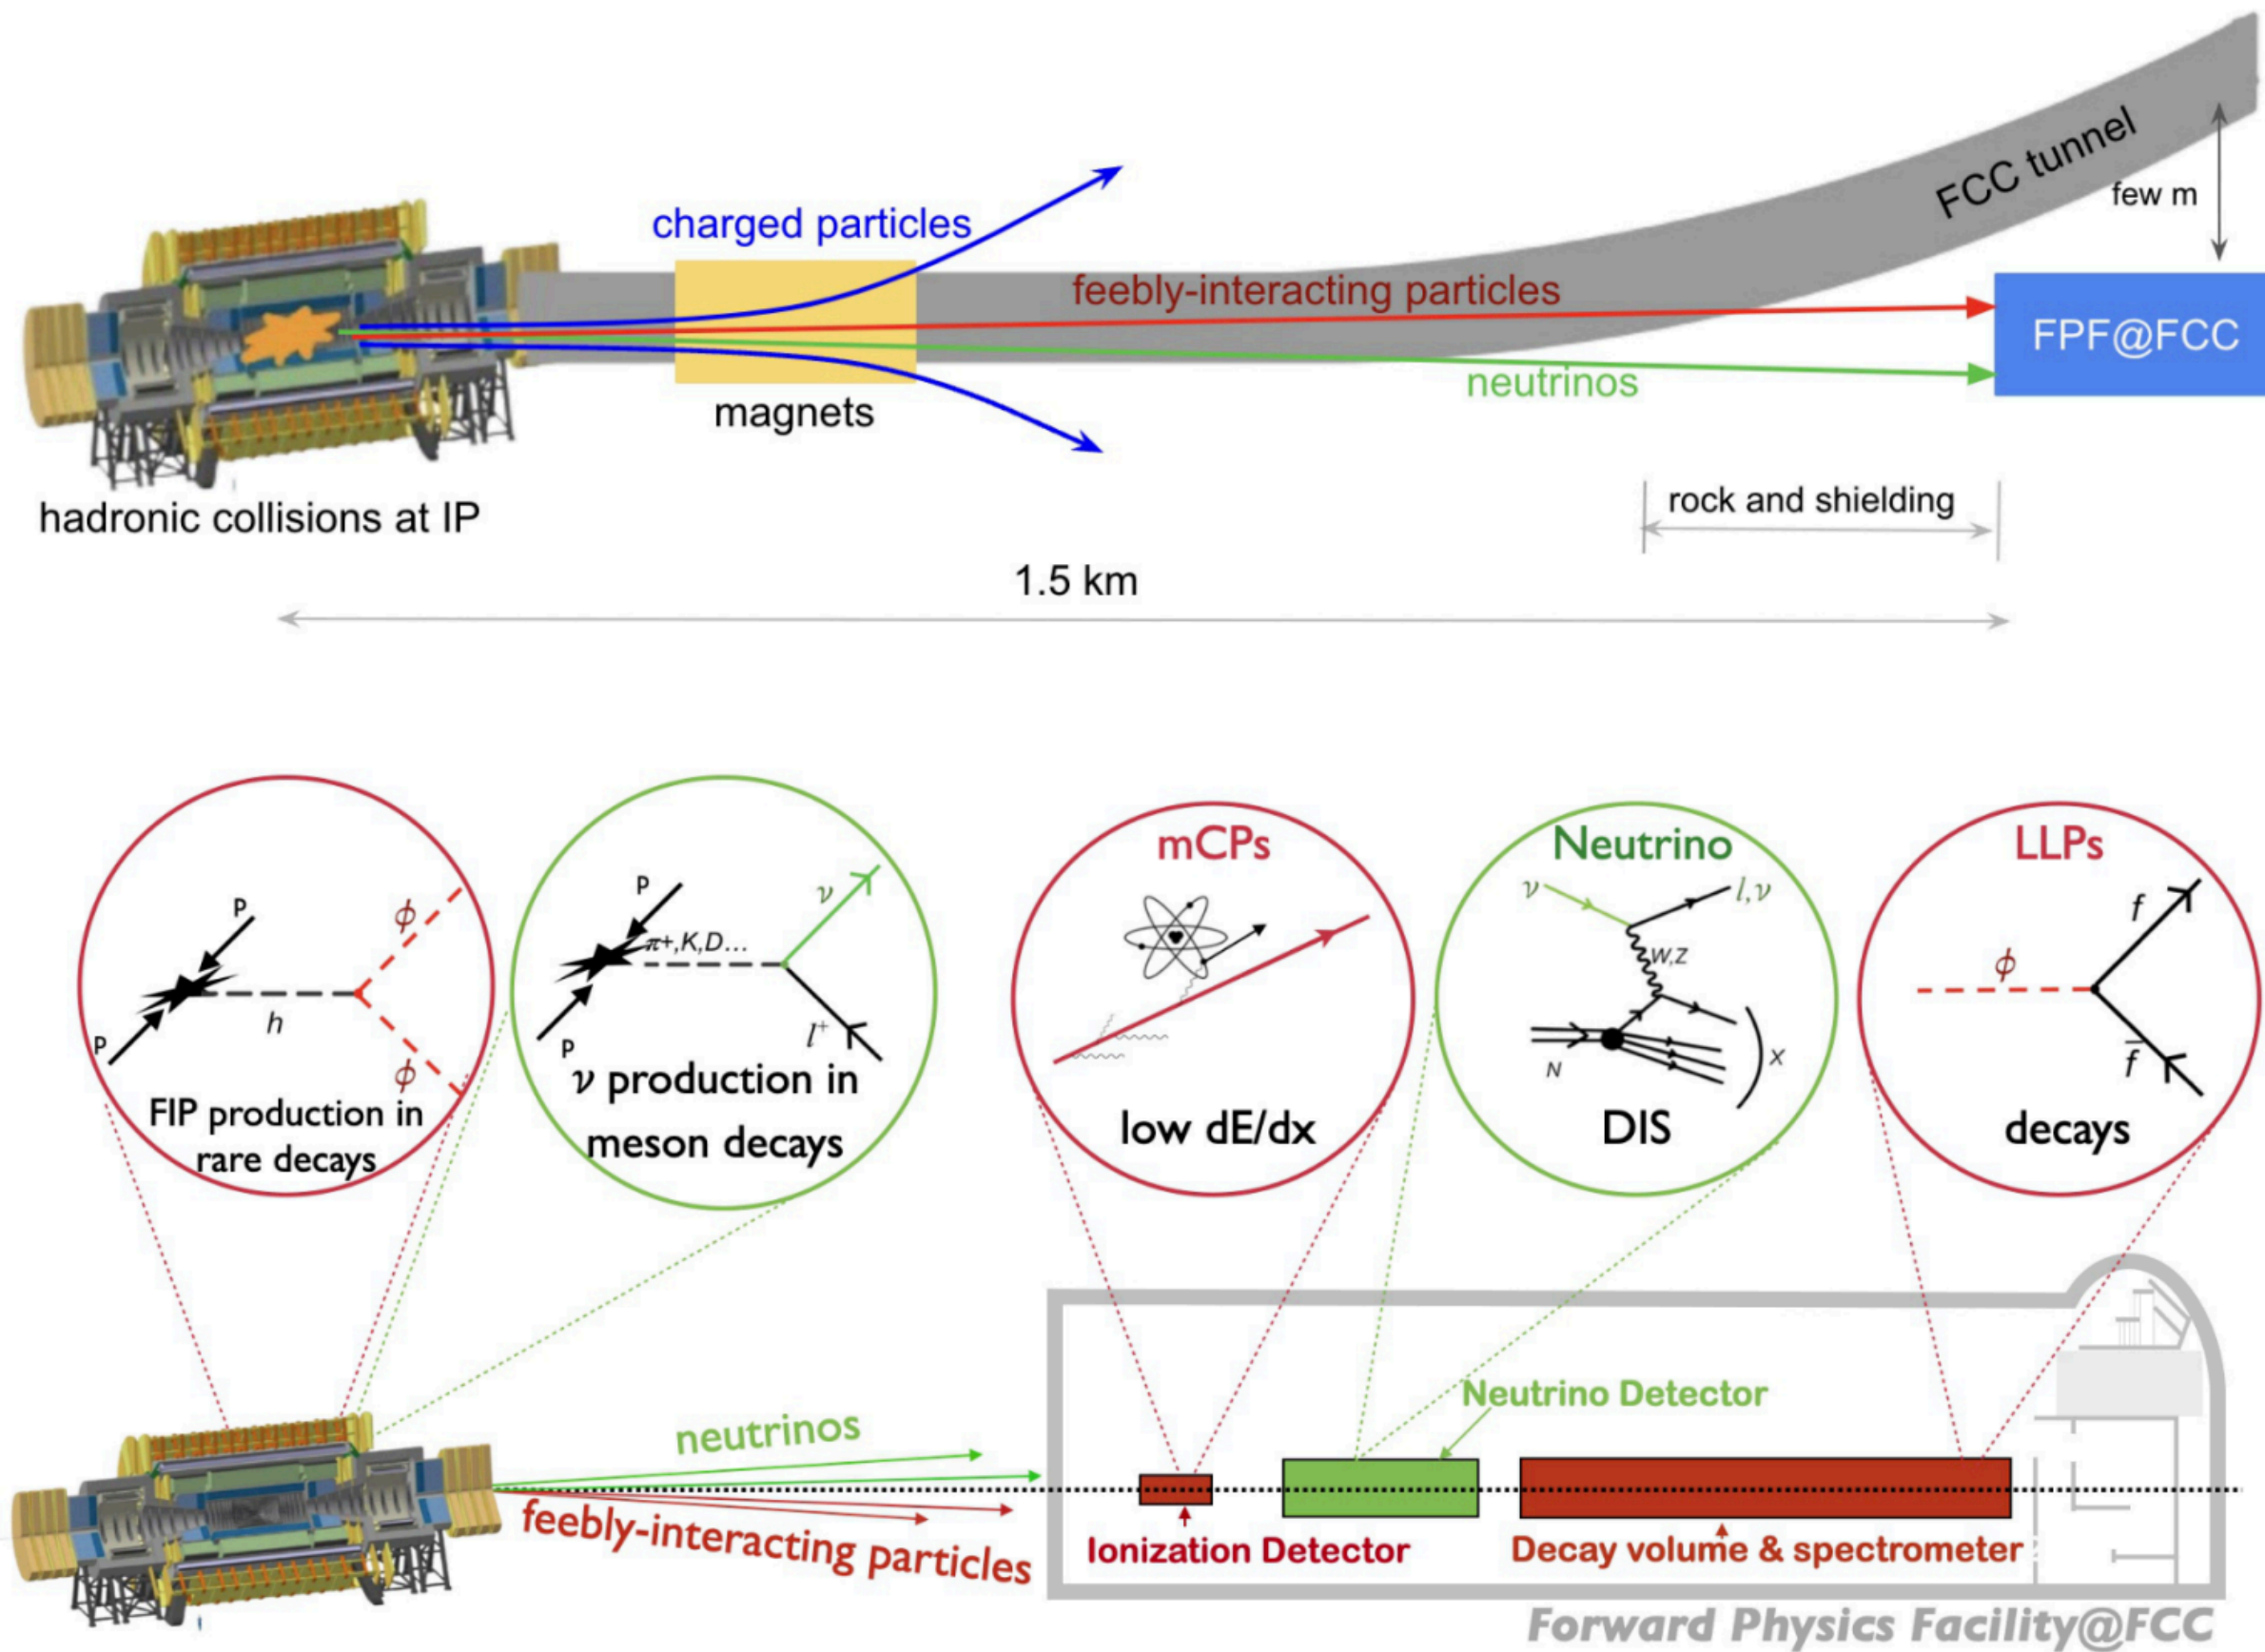 FCC tunnel
few m
charged particles
feebly-interacting particles
FPF@FCC
neutrinos
magnets
rock and shielding
hadronic collisions at IP
1.5 km
P
P
h
ϕ
ϕ
FIP production in
rare decays
P
P
π+,K,D...
ν
l⁺
ν production in
meson decays
mCPs
low dE/dx
Neutrino
ν
l,ν
W,Z
N
X
DIS
LLPs
ϕ
f
f̄
decays
neutrinos
feebly-interacting particles
Neutrino Detector
Ionization Detector
Decay volume & spectrometer
Forward Physics Facility@FCC